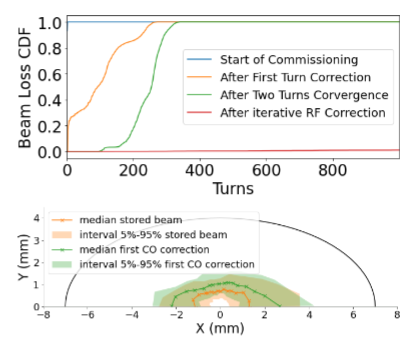 Beam Loss CDF
1.0
0.8
0.6
0.4
0.2
0.0
Start of Commissioning
After First Turn Correction
After Two Turns Corvergence
After iterative RF Correction
0 200 400 600 800
Turns
Y (mm)
4
3
2
1
0
median stored beam
interval 5%-95% stored beam
median first CO correction
interval 5%-95% first CO correction
−8 −6 −4 −2 0 2 4 6 8
X (mm)